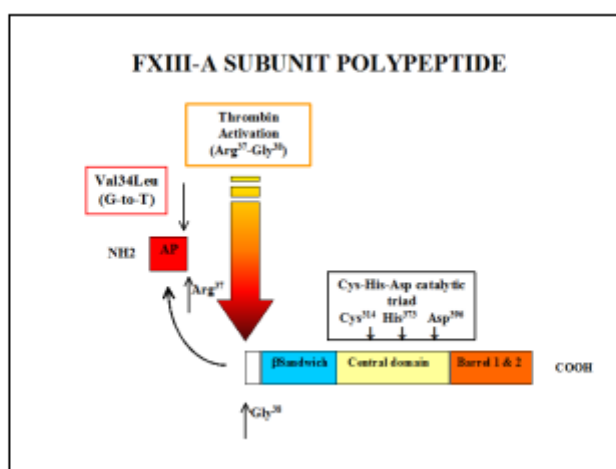 FXIII-A SUBUNIT POLYPEPTIDE
Thrombin
Activation
(Arg³⁷-Gly³⁸)
Val34Leu
(G-to-T)
NH2
AP
Arg³⁷
Cys-His-Asp catalytic
triad
Cys³¹⁴ His³⁷³ Asp³⁹⁶
βSandwich
Central domain
Barrel 1 & 2
COOH
Gly³⁸